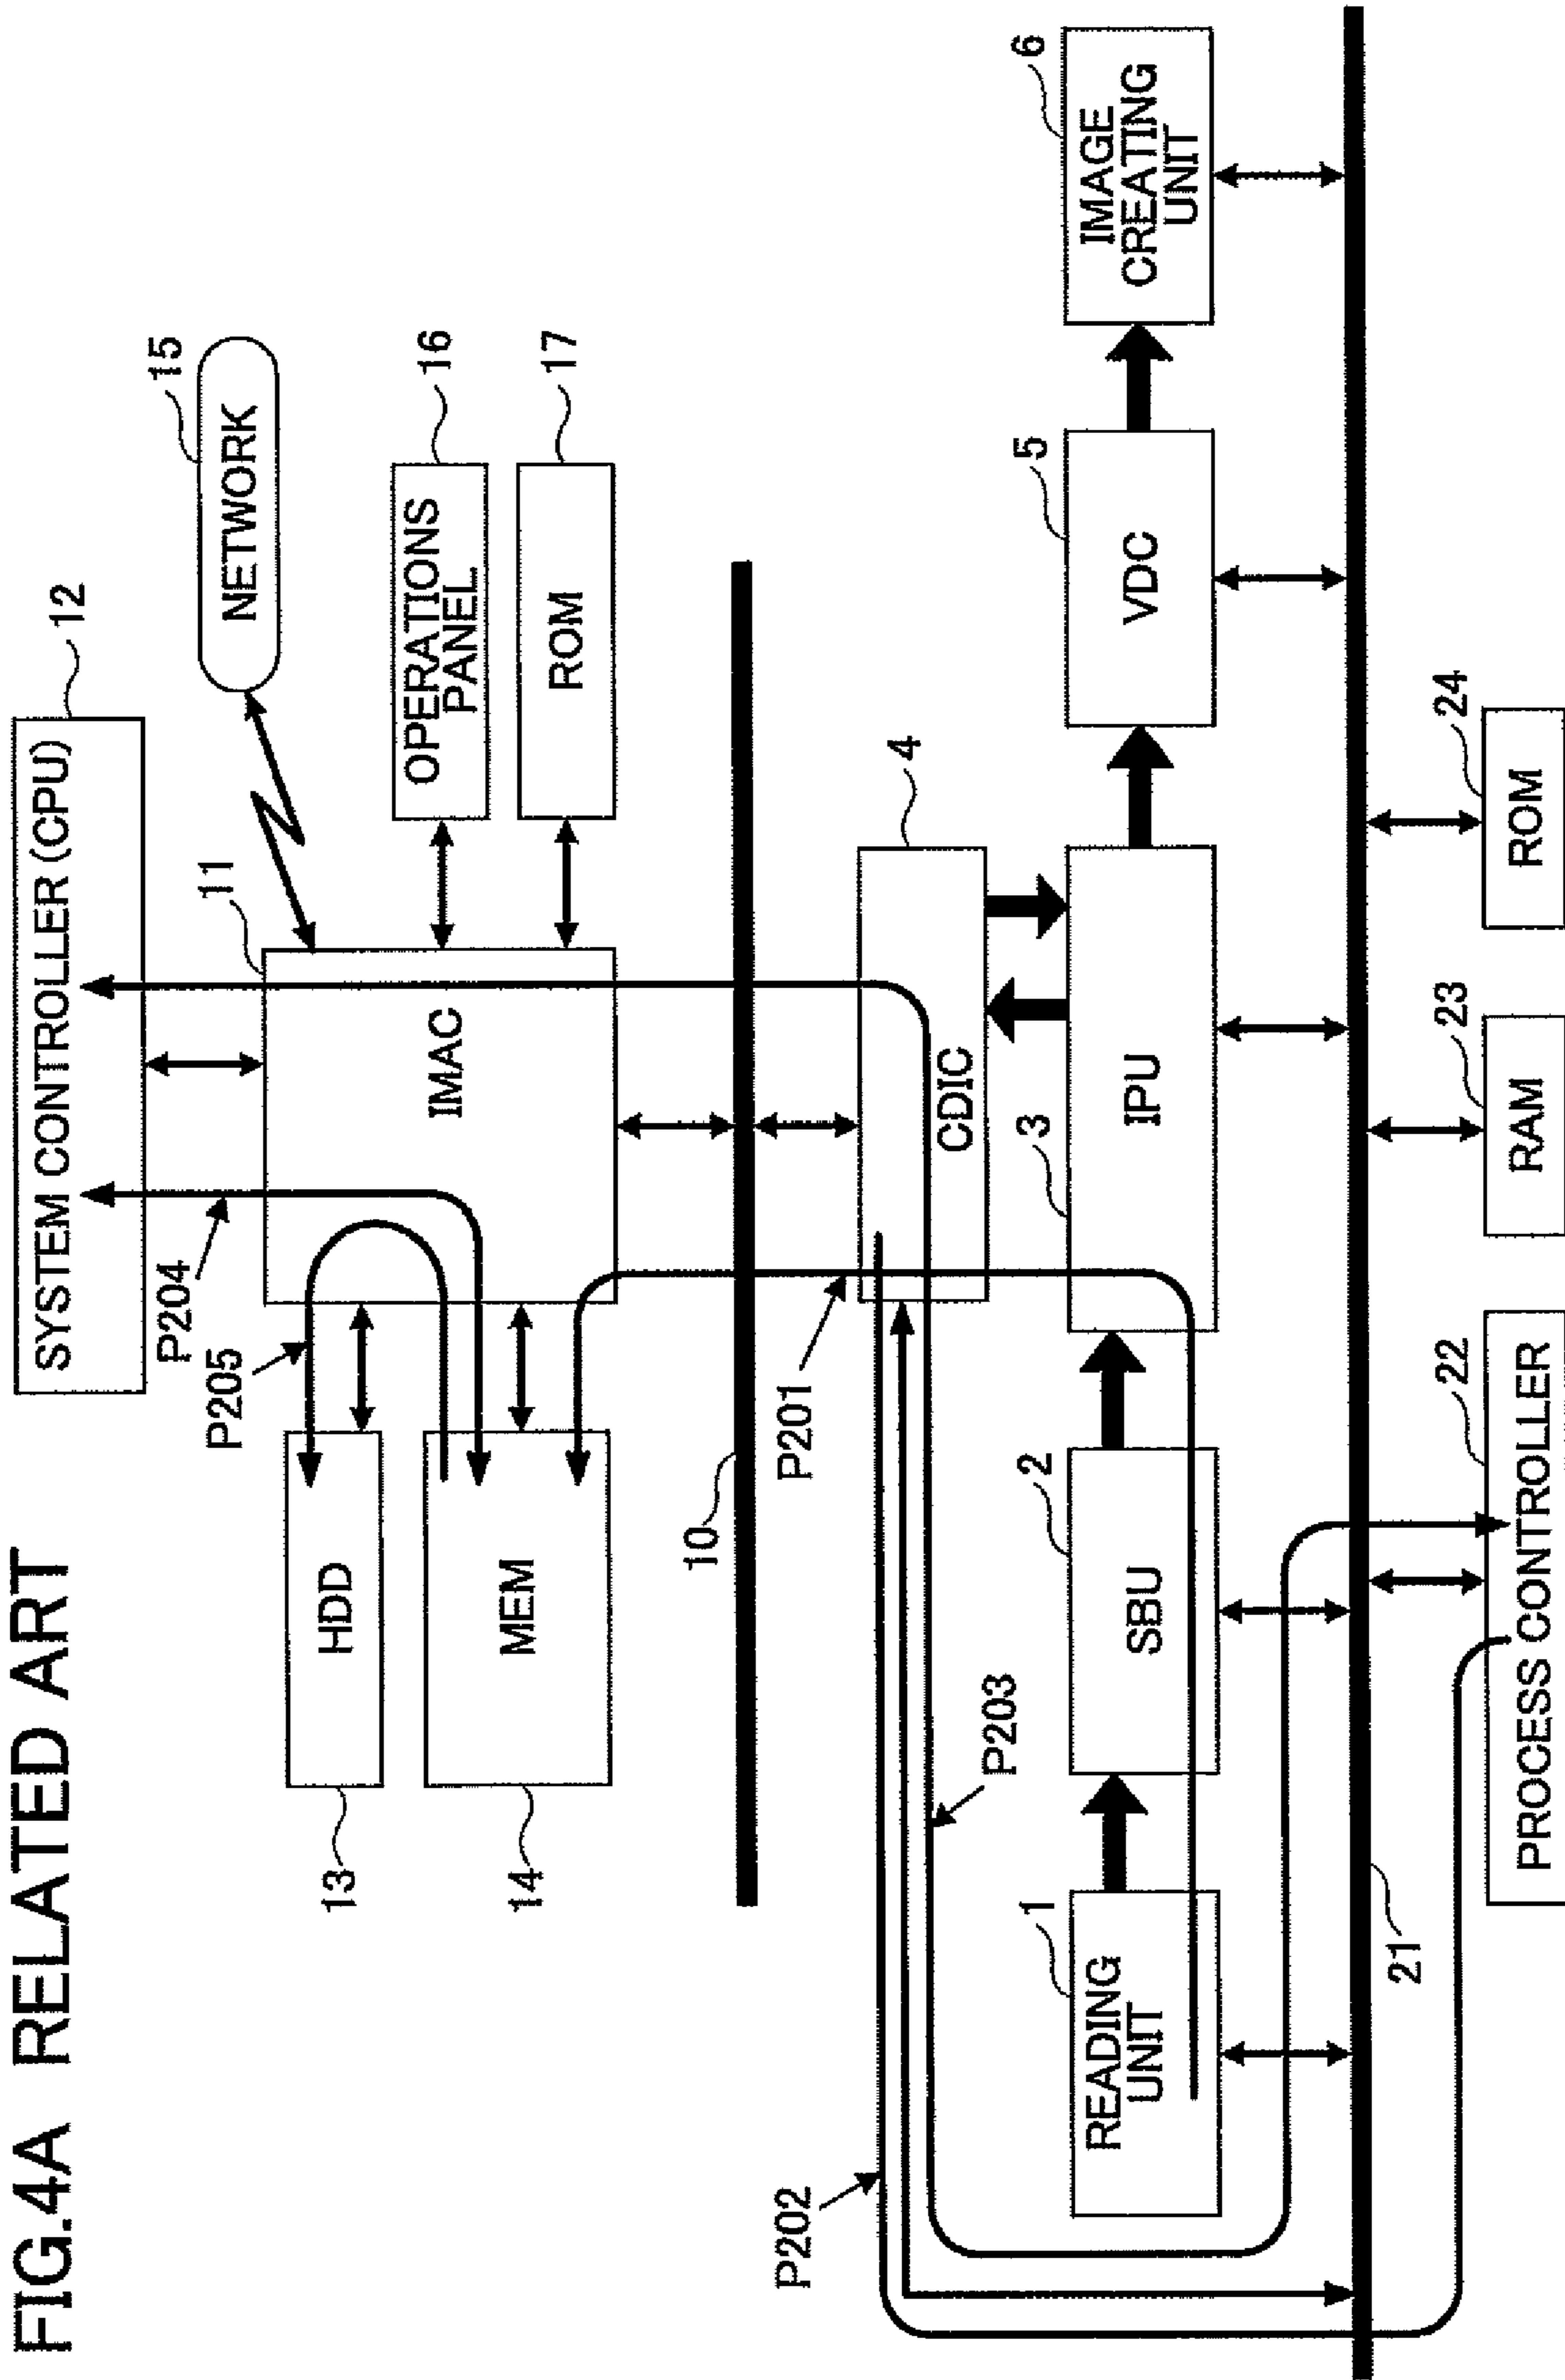 FIG.4A RELATED ART
SYSTEM CONTROLLER (CPU)
12
P204
P205
11
IMAC
15
NETWORK
16
OPERATIONS
PANEL
17
ROM
HDD
13
MEM
14
10
P201
4
CDIC
P202
P203
1
READING
UNIT
2
SBU
3
IPU
5
VDC
6
IMAGE
CREATING
UNIT
21
22
PROCESS CONTROLLER
23
RAM
24
ROM